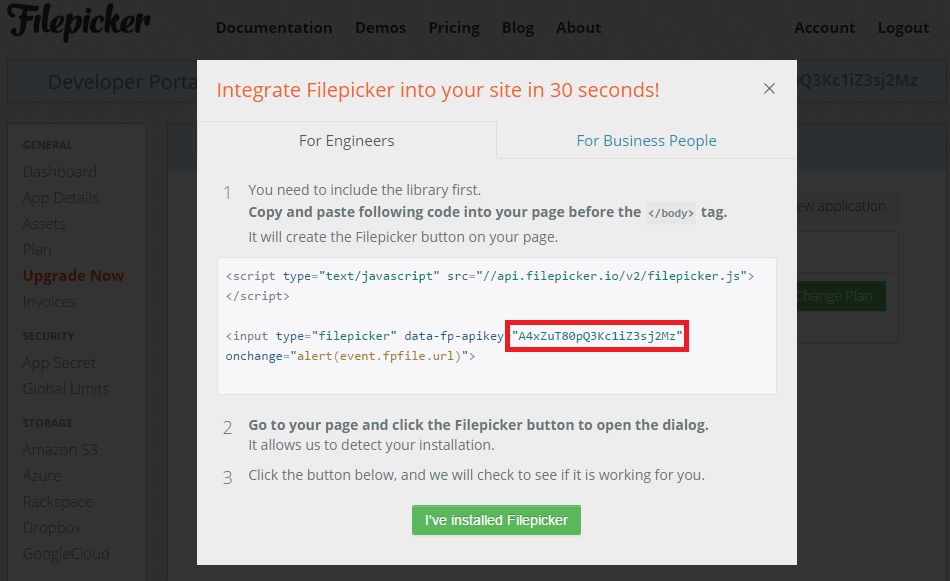 Filepicker
Documentation Demos Pricing Blog About Account Logout
Developer Porta
pQ3Kc1iZ3sj2Mz
Integrate Filepicker into your site in 30 seconds!
For Engineers For Business People
1 You need to include the library first.
Copy and paste following code into your page before the </body> tag.
It will create the Filepicker button on your page.
<script type="text/javascript" src="//api.filepicker.io/v2/filepicker.js">
</script>
<input type="filepicker" data-fp-apikey="A4xZuT80pQ3Kc1iZ3sj2Mz"
onchange="alert(event.fpfile.url)">
2 Go to your page and click the Filepicker button to open the dialog.
It allows us to detect your installation.
3 Click the button below, and we will check to see if it is working for you.
I've installed Filepicker
GENERAL
Dashboard
App Details
Assets
Plan
Upgrade Now
Invoices
SECURITY
App Secret
Global LImits
STORAGE
Amazon S3
Azure
Rackspace
Dropbox
GoogleCloud
ew application
Change Plan